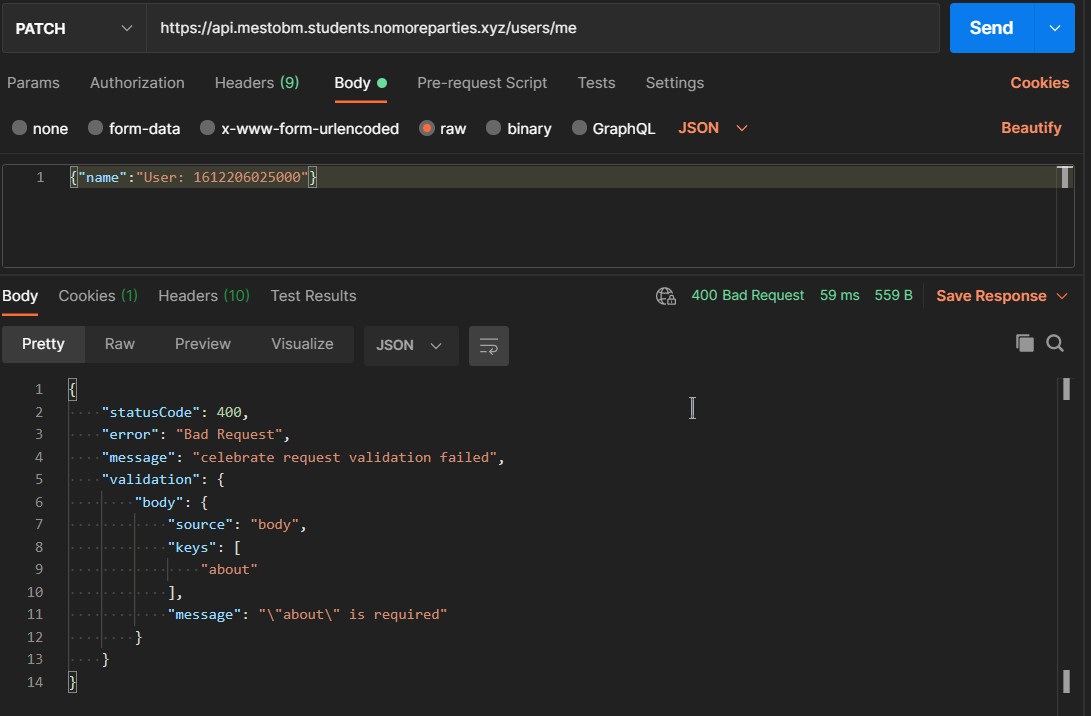 PATCH https://api.mestobm.students.nomoreparties.xyz/users/me Send
Params Authorization Headers (9) Body Pre-request Script Tests Settings Cookies
none form-data x-www-form-urlencoded raw binary GraphQL JSON Beautify
1 {"name":"User: 1612206025000"}
Body Cookies (1) Headers (10) Test Results 400 Bad Request 59 ms 559 B Save Response
Pretty Raw Preview Visualize JSON
1 {
2 "statusCode": 400,
3 "error": "Bad Request",
4 "message": "celebrate request validation failed",
5 "validation": {
6 "body": {
7 "source": "body",
8 "keys": [
9 "about"
10 ],
11 "message": "\"about\" is required"
12 }
13 }
14 }